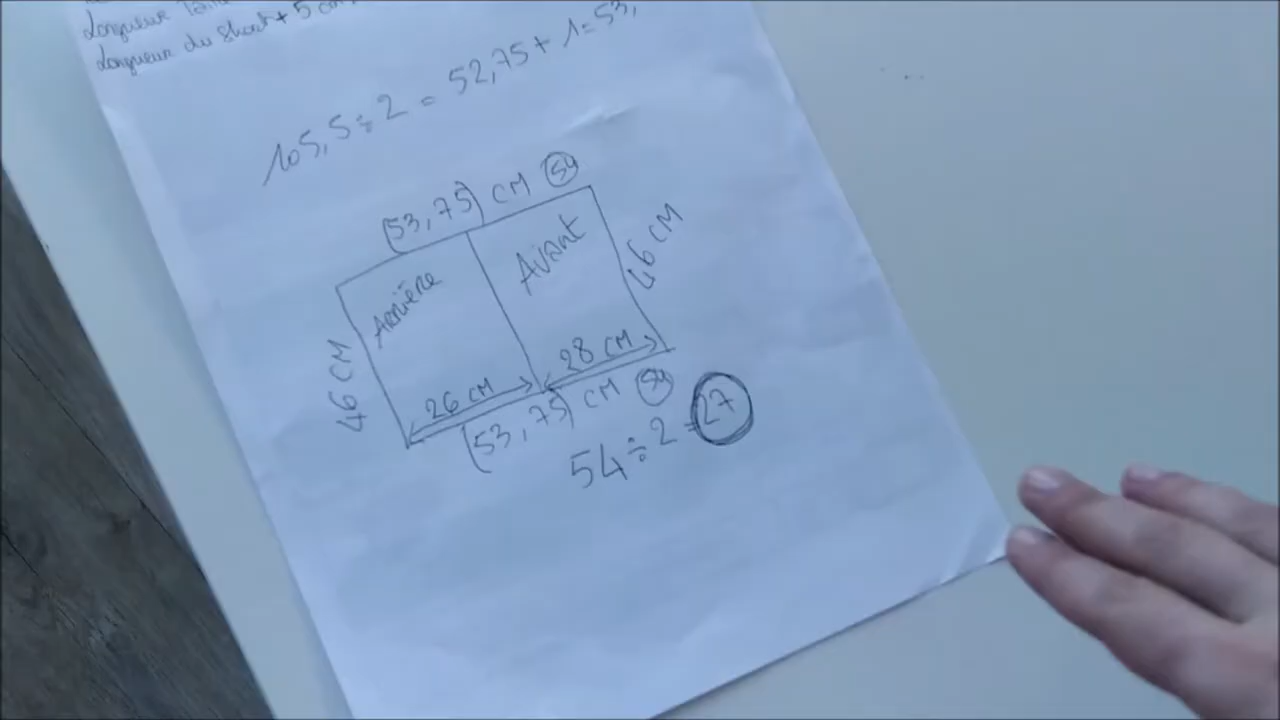 Longueur
Longueur du Short + 5 cm
105,5 ÷ 2 = 52,75 + 1 = 53,
(53,75) CM 54
Arrière Avant
46 CM 46 CM
26 CM 28 CM
(53,75) CM 54
54 ÷ 2 = 27